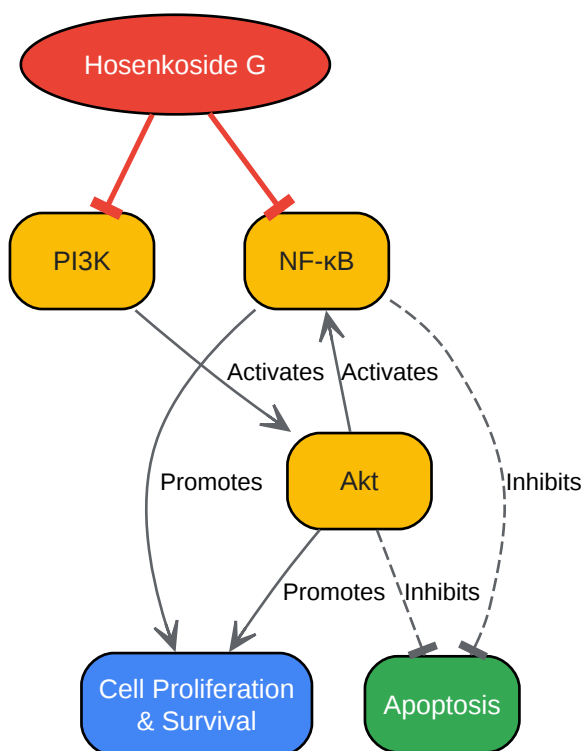 Hosenkoside G
PI3K
NF-κB
Activates
Activates
Akt
Promotes
Inhibits
Promotes
Inhibits
Cell Proliferation
& Survival
Apoptosis